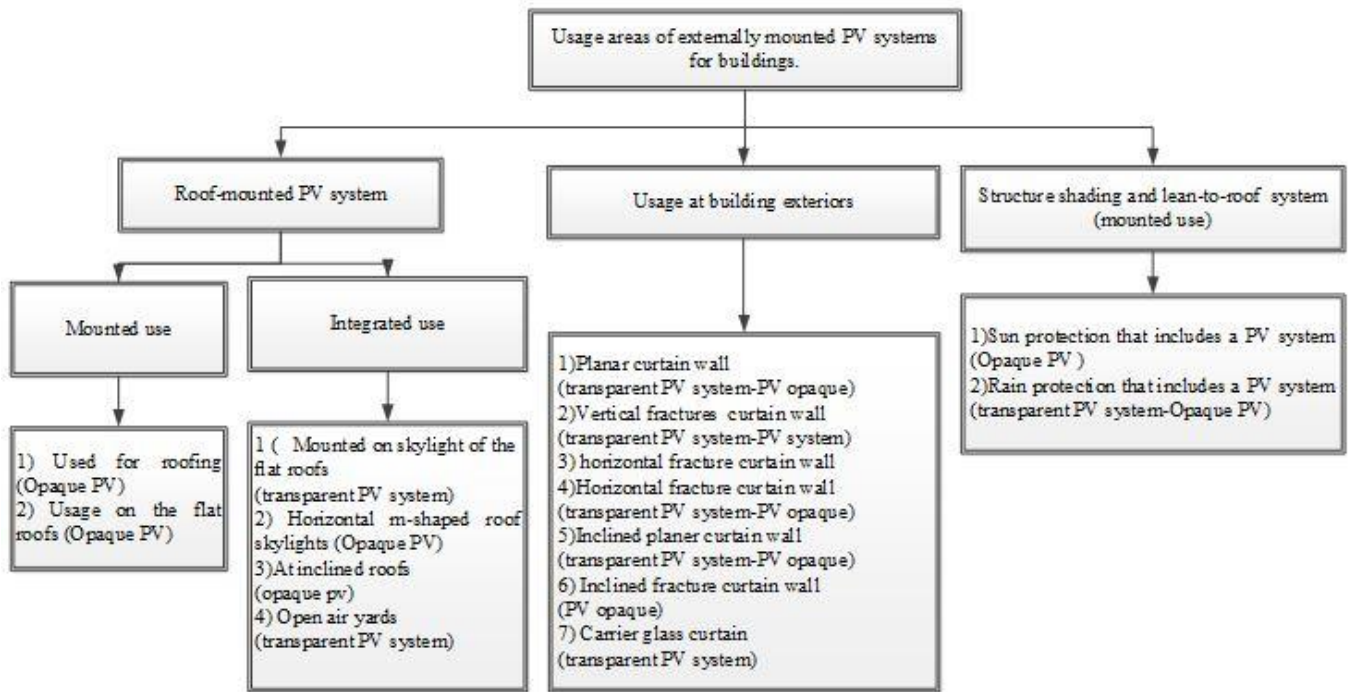 Usage areas of externally mounted PV systems
for buildings.
Roof-mounted PV system
Usage at building exteriors
Structure shading and lean-to-roof system
(mounted use)
Mounted use
Integrated use
1) Used for roofing
(Opaque PV)
2) Usage on the flat
roofs (Opaque PV)
1 ( Mounted on skylight of the
flat roofs
(transparent PV system)
2) Horizontal m-shaped roof
skylights (Opaque PV)
3)At inclined roofs
(opaque pv)
4) Open air yards
(transparent PV system)
1)Planar curtain wall
(transparent PV system-PV opaque)
2)Vertical fractures curtain wall
(transparent PV system-PV system)
3) horizontal fracture curtain wall
4)Horizontal fracture curtain wall
(transparent PV system-PV opaque)
5)Inclined planer curtain wall
(transparent PV system-PV opaque)
6) Inclined fracture curtain wall
(PV opaque)
7) Carrier glass curtain
(transparent PV system)
1)Sun protection that includes a PV system
(Opaque PV )
2)Rain protection that includes a PV system
(transparent PV system-Opaque PV)